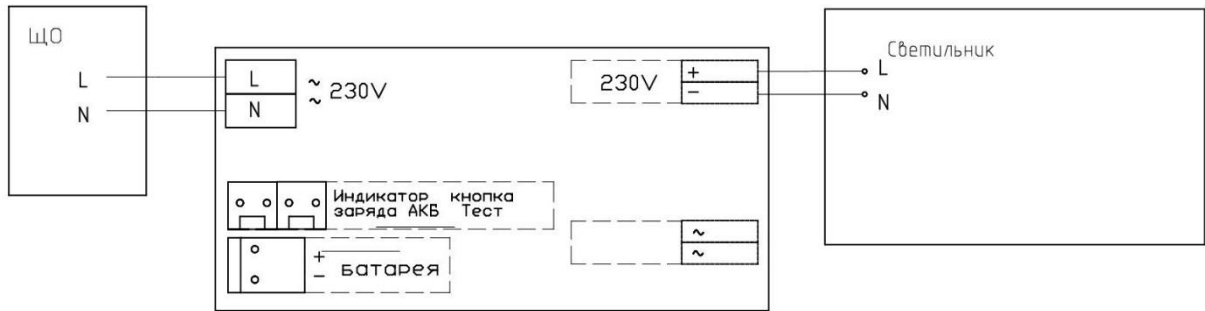 ЩО
L
N
L
N
~
~ 230V
230V
+
−
Светильник
L
N
Индикатор кнопка
заряда АКБ Тест
+
− Батарея
~
~